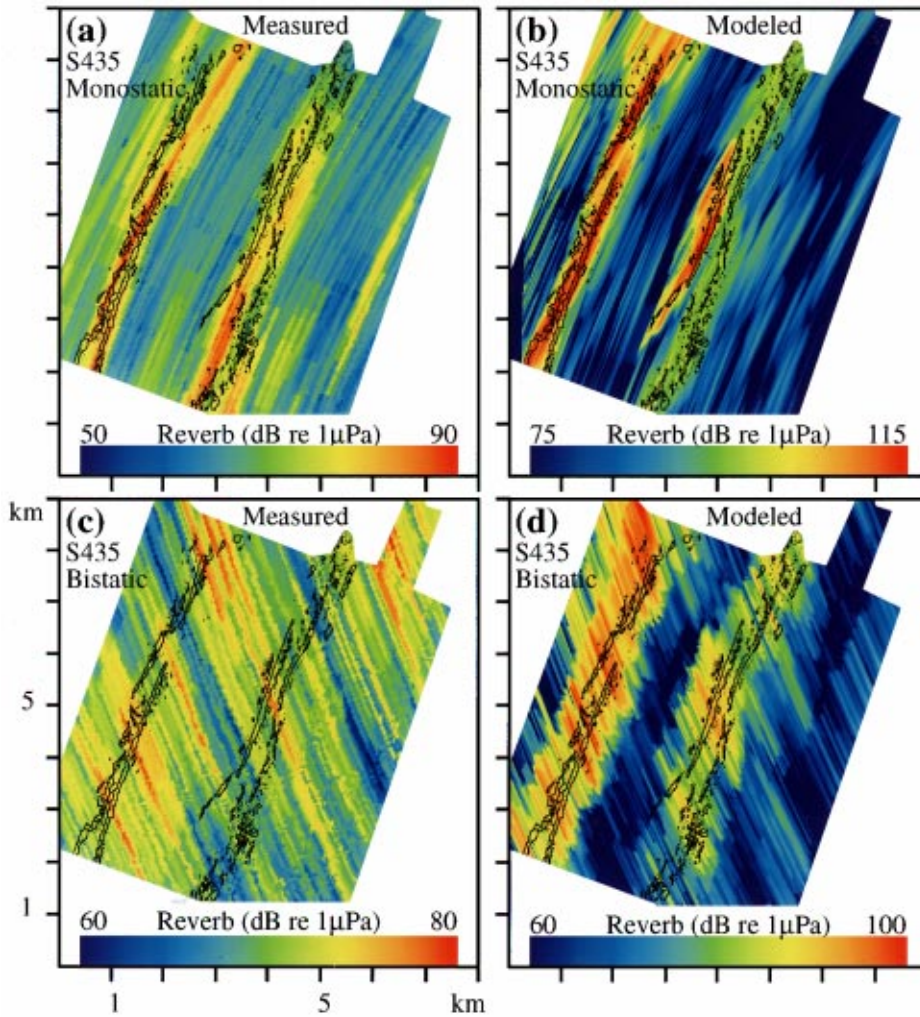 (a) Measured
S435
Monostatic
50 Reverb (dB re 1μPa) 90
(b) Modeled
S435
Monostatic
75 Reverb (dB re 1μPa) 115
km
(c) Measured
S435
Bistatic
5
1
60 Reverb (dB re 1μPa) 80
1 5 km
(d) Modeled
S435
Bistatic
60 Reverb (dB re 1μPa) 100